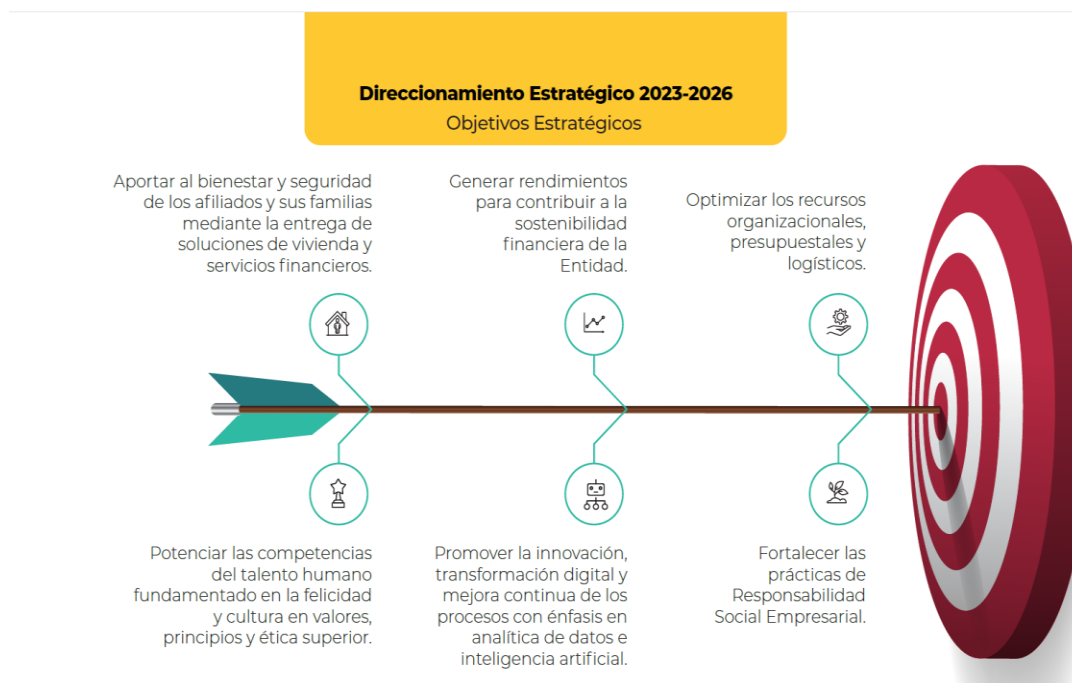 Direccionamiento Estratégico 2023-2026
Objetivos Estratégicos
Aportar al bienestar y seguridad
de los afiliados y sus familias
mediante la entrega de
soluciones de vivienda y
servicios financieros.
Generar rendimientos
para contribuir a la
sostenibilidad
financiera de la
Entidad.
Optimizar los recursos
organizacionales,
presupuestales y
logísticos.
Potenciar las competencias
del talento humano
fundamentado en la felicidad
y cultura en valores,
principios y ética superior.
Promover la innovación,
transformación digital y
mejora continua de los
procesos con énfasis en
analítica de datos e
inteligencia artificial.
Fortalecer las
prácticas de
Responsabilidad
Social Empresarial.